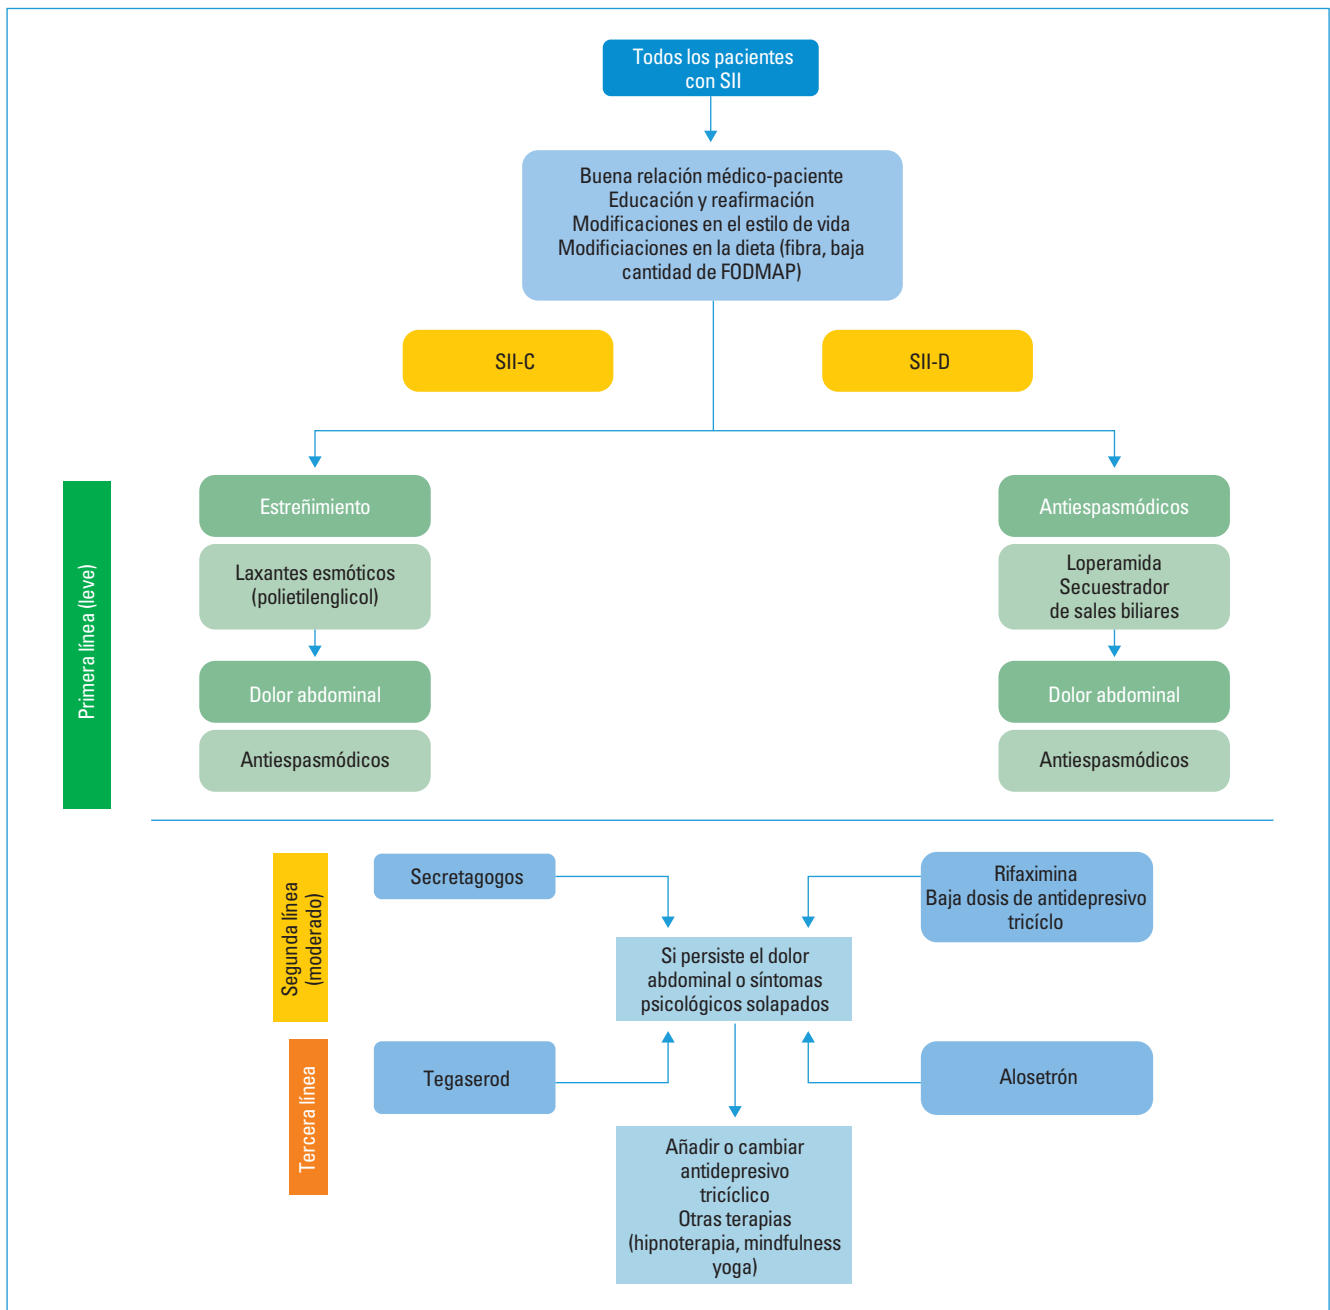 Todos los pacientes
con SII
Buena relación médico-paciente
Educación y reafirmación
Modificaciones en el estilo de vida
Modificiaciones en la dieta (fibra, baja
cantidad de FODMAP)
SII-C
SII-D
Primera línea (leve)
Estreñimiento
Laxantes esmóticos
(polietilenglicol)
Dolor abdominal
Antiespasmódicos
Antiespasmódicos
Loperamida
Secuestrador
de sales biliares
Dolor abdominal
Antiespasmódicos
Segunda línea
(moderado)
Secretagogos
Rifaximina
Baja dosis de antidepresivo
tricíclo
Si persiste el dolor
abdominal o síntomas
psicológicos solapados
Tercera línea
Tegaserod
Alosetrón
Añadir o cambiar
antidepresivo
tricíclico
Otras terapias
(hipnoterapia, mindfulness
yoga)